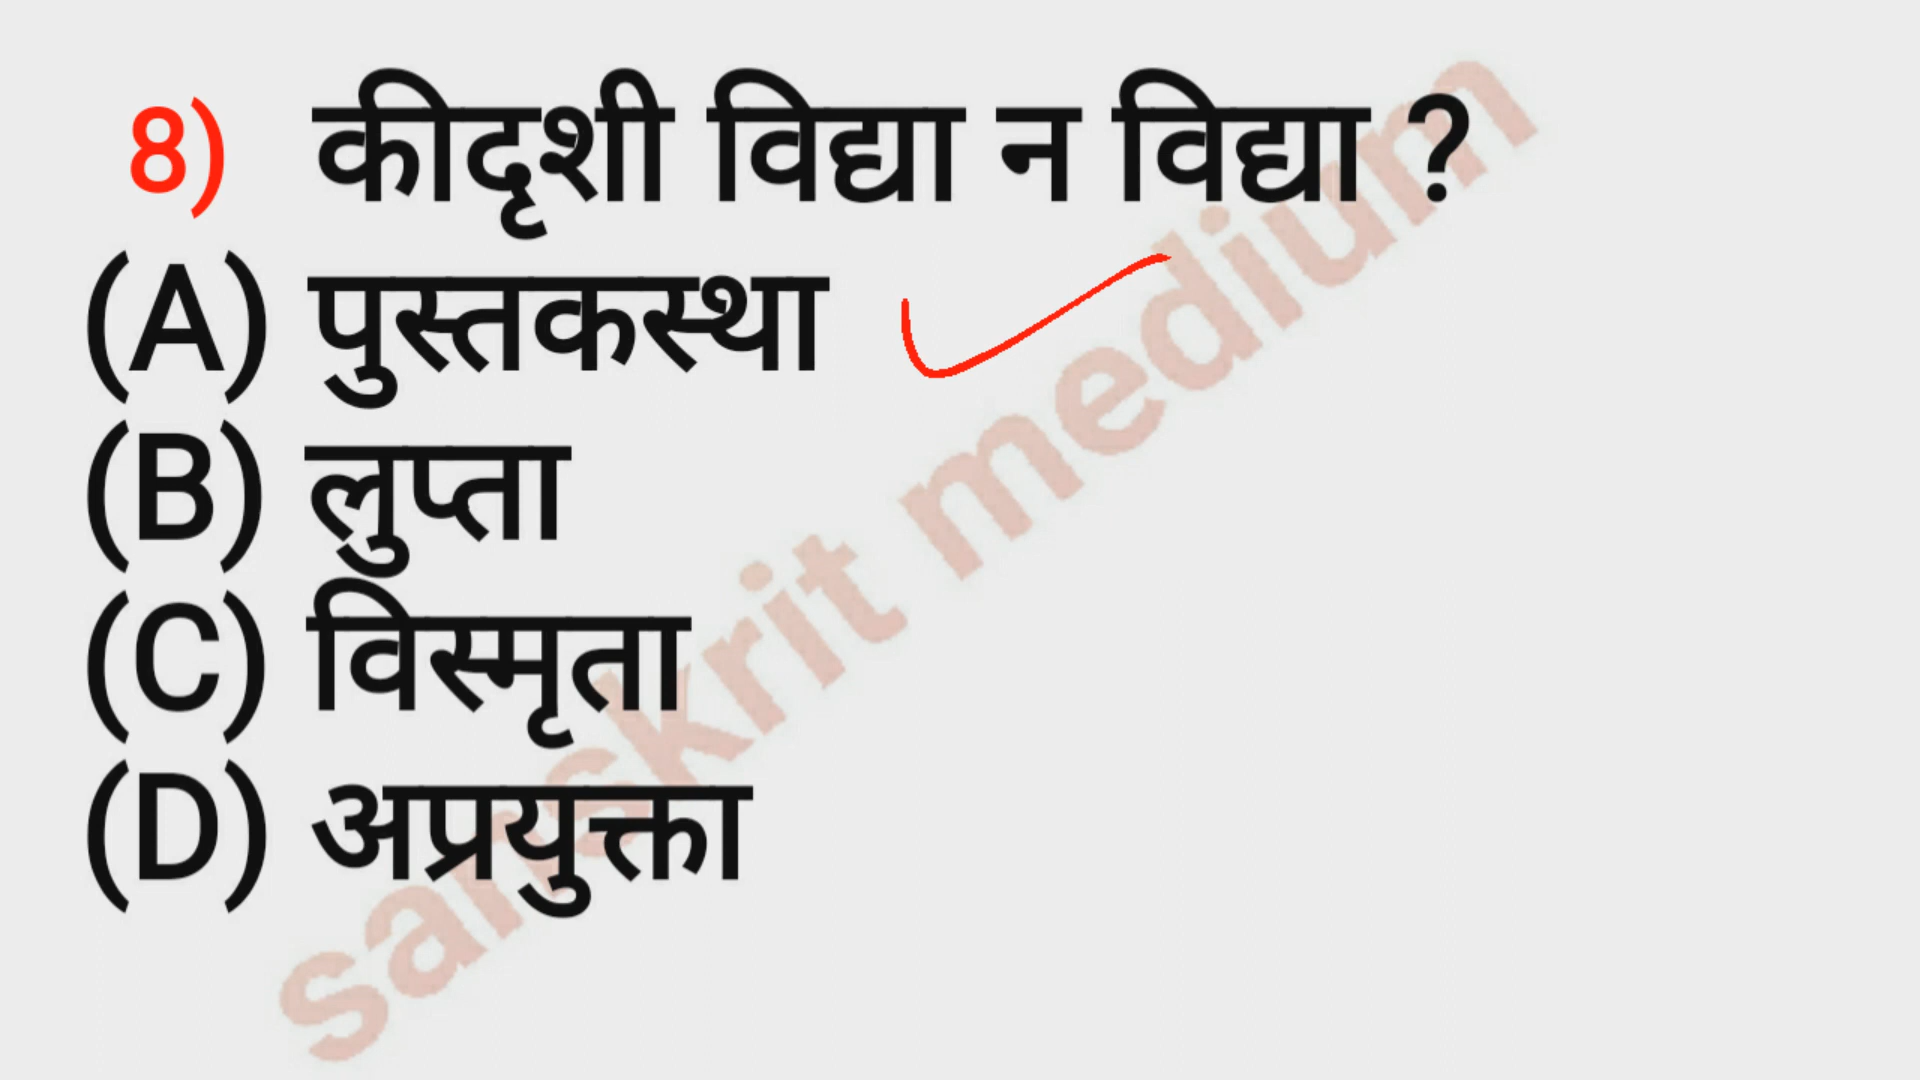 8) कीदृशी विद्या न विद्या ?
(A) पुस्तकस्था
(B) लुप्ता
(C) विस्मृता
(D) अप्रयुक्ता
sanskrit medium